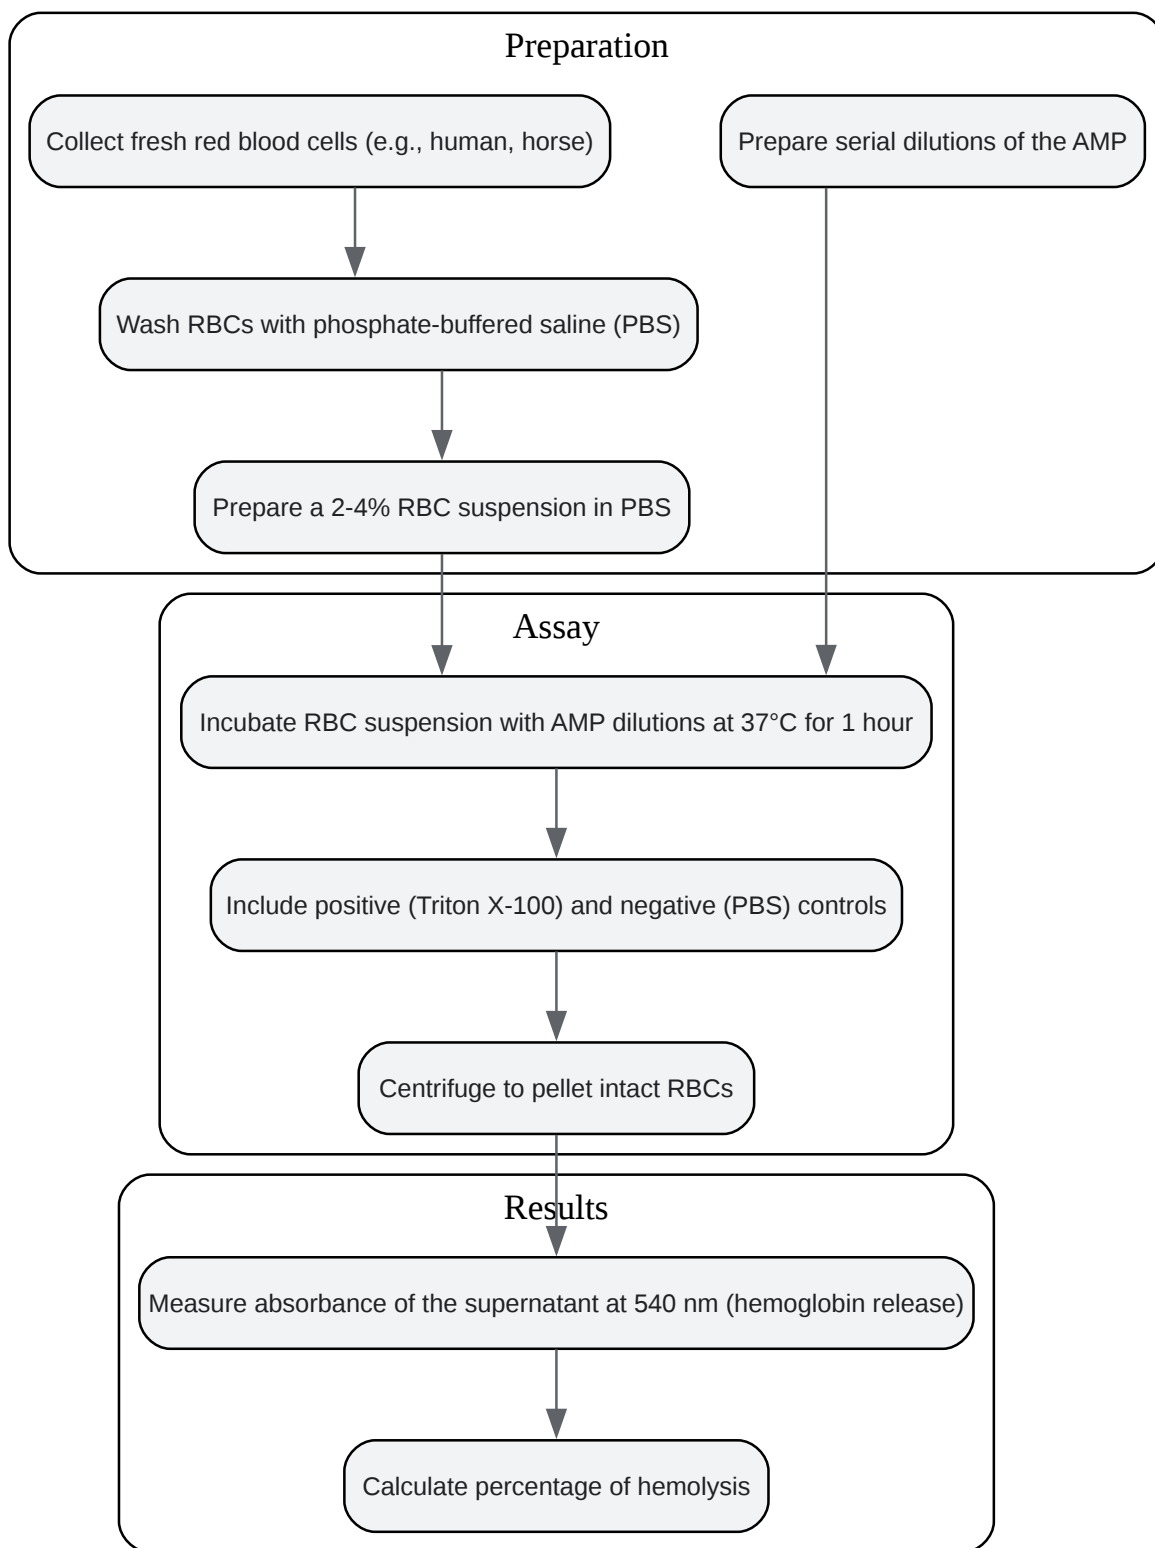 Preparation
Collect fresh red blood cells (e.g., human, horse)
Prepare serial dilutions of the AMP
Wash RBCs with phosphate-buffered saline (PBS)
Prepare a 2-4% RBC suspension in PBS
Assay
Incubate RBC suspension with AMP dilutions at 37°C for 1 hour
Include positive (Triton X-100) and negative (PBS) controls
Centrifuge to pellet intact RBCs
Results
Measure absorbance of the supernatant at 540 nm (hemoglobin release)
Calculate percentage of hemolysis